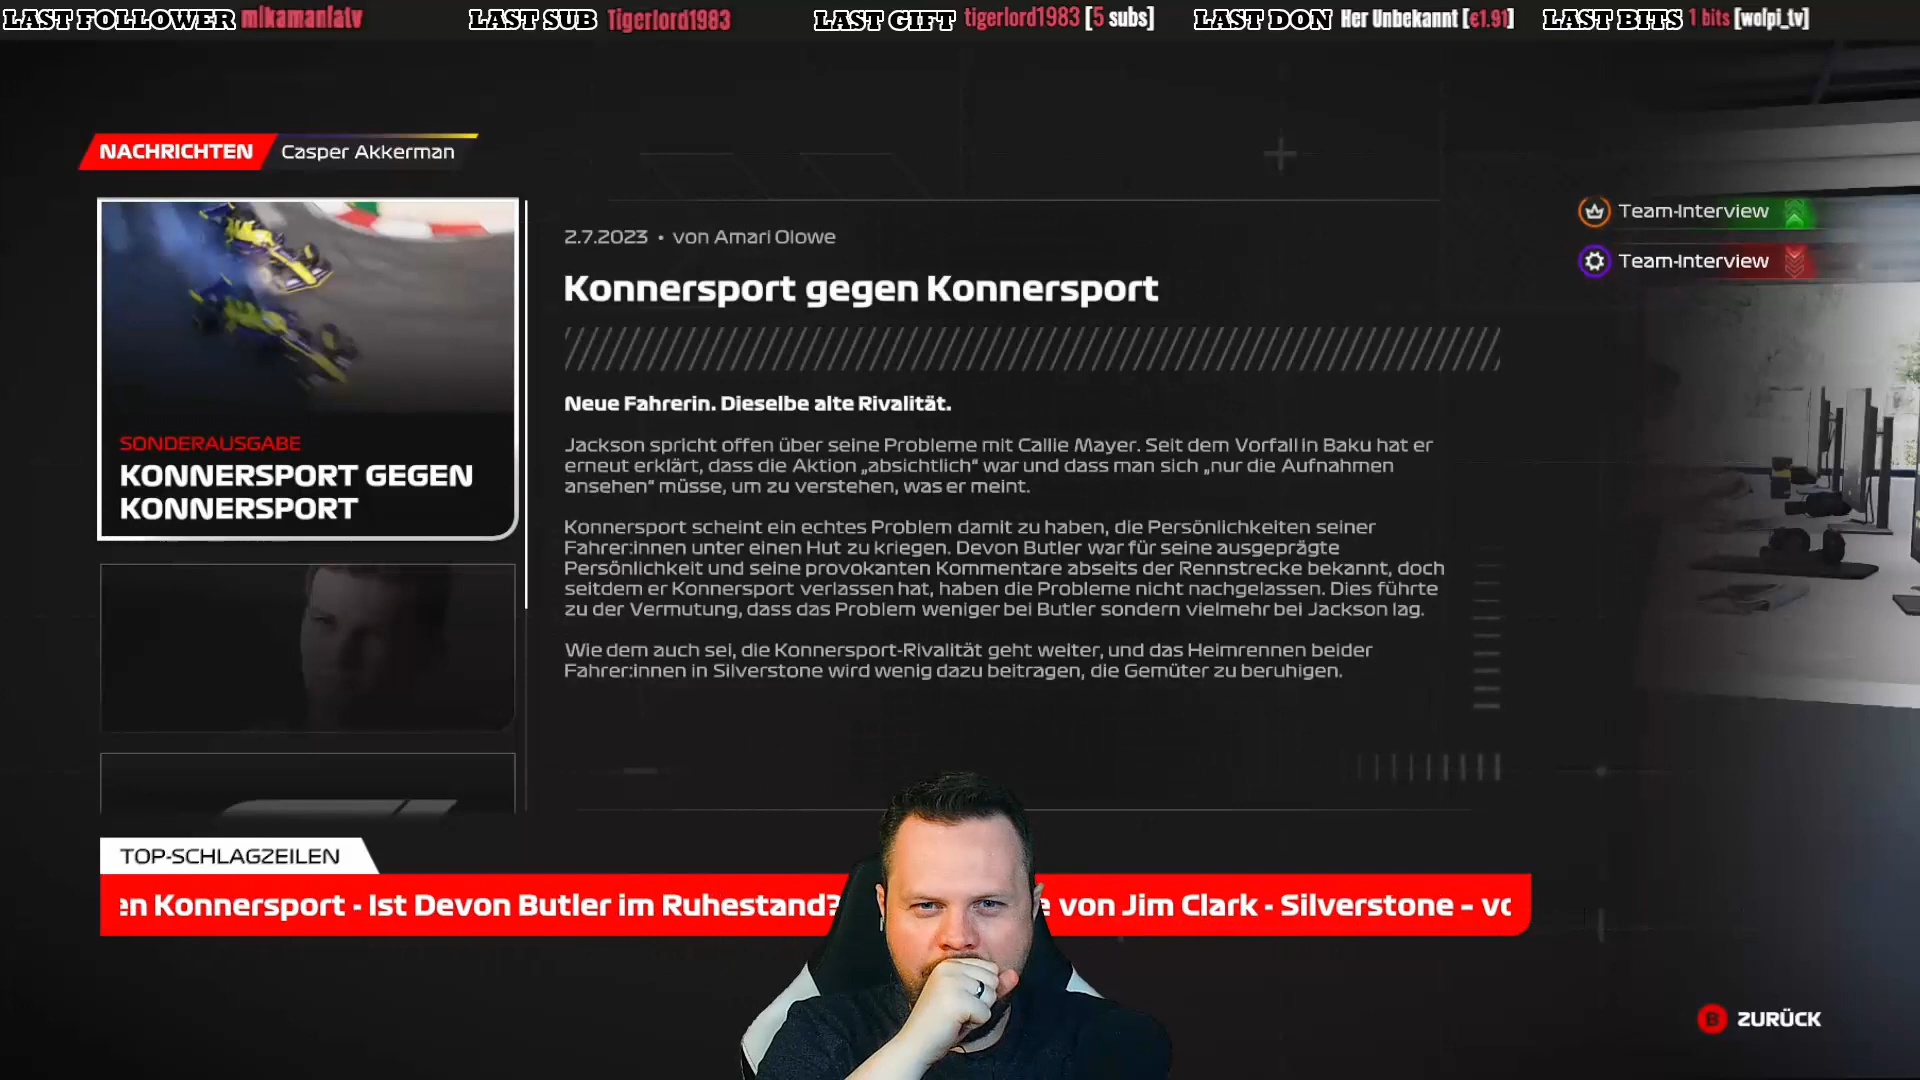 LAST FOLLOWER mikamaniatv
LAST SUB Tigerlord1983
LAST GIFT tigerlord1983 [5 subs]
LAST DON Her Unbekannt [€1.91]
LAST BITS 1 bits [wolpi_tv]
NACHRICHTEN Casper Akkerman
SONDERAUSGABE
KONNERSPORT GEGEN
KONNERSPORT
2.7.2023 • von Amari Olowe
Konnersport gegen Konnersport
Neue Fahrerin. Dieselbe alte Rivalität.
Jackson spricht offen über seine Probleme mit Callie Mayer. Seit dem Vorfall in Baku hat er
erneut erklärt, dass die Aktion „absichtlich“ war und dass man sich „nur die Aufnahmen
ansehen“ müsse, um zu verstehen, was er meint.
Konnersport scheint ein echtes Problem damit zu haben, die Persönlichkeiten seiner
Fahrer:innen unter einen Hut zu kriegen. Devon Butler war für seine ausgeprägte
Persönlichkeit und seine provokanten Kommentare abseits der Rennstrecke bekannt, doch
seitdem er Konnersport verlassen hat, haben die Probleme nicht nachgelassen. Dies führte
zu der Vermutung, dass das Problem weniger bei Butler sondern vielmehr bei Jackson lag.
Wie dem auch sei, die Konnersport-Rivalität geht weiter, und das Heimrennen beider
Fahrer:innen in Silverstone wird wenig dazu beitragen, die Gemüter zu beruhigen.
Team-Interview
Team-Interview
TOP-SCHLAGZEILEN
en Konnersport - Ist Devon Butler im Ruhestand? e von Jim Clark - Silverstone - vo
B ZURÜCK